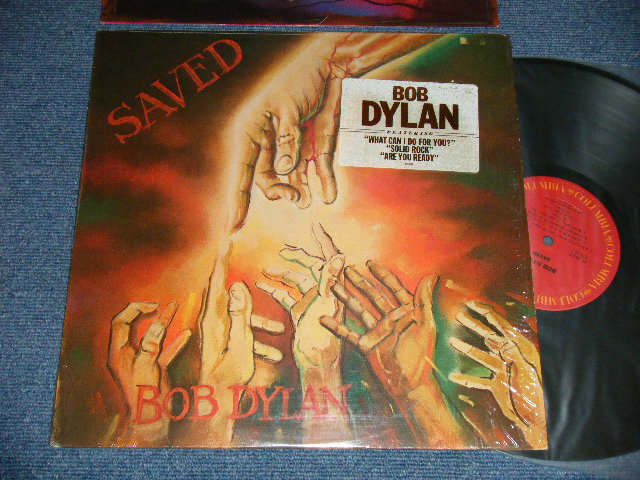 SAVED
BOB
DYLAN
FEATURING
"WHAT CAN I DO FOR YOU?"
"SOLID ROCK"
"ARE YOU READY"
BOB DYLAN
COLUMBIA